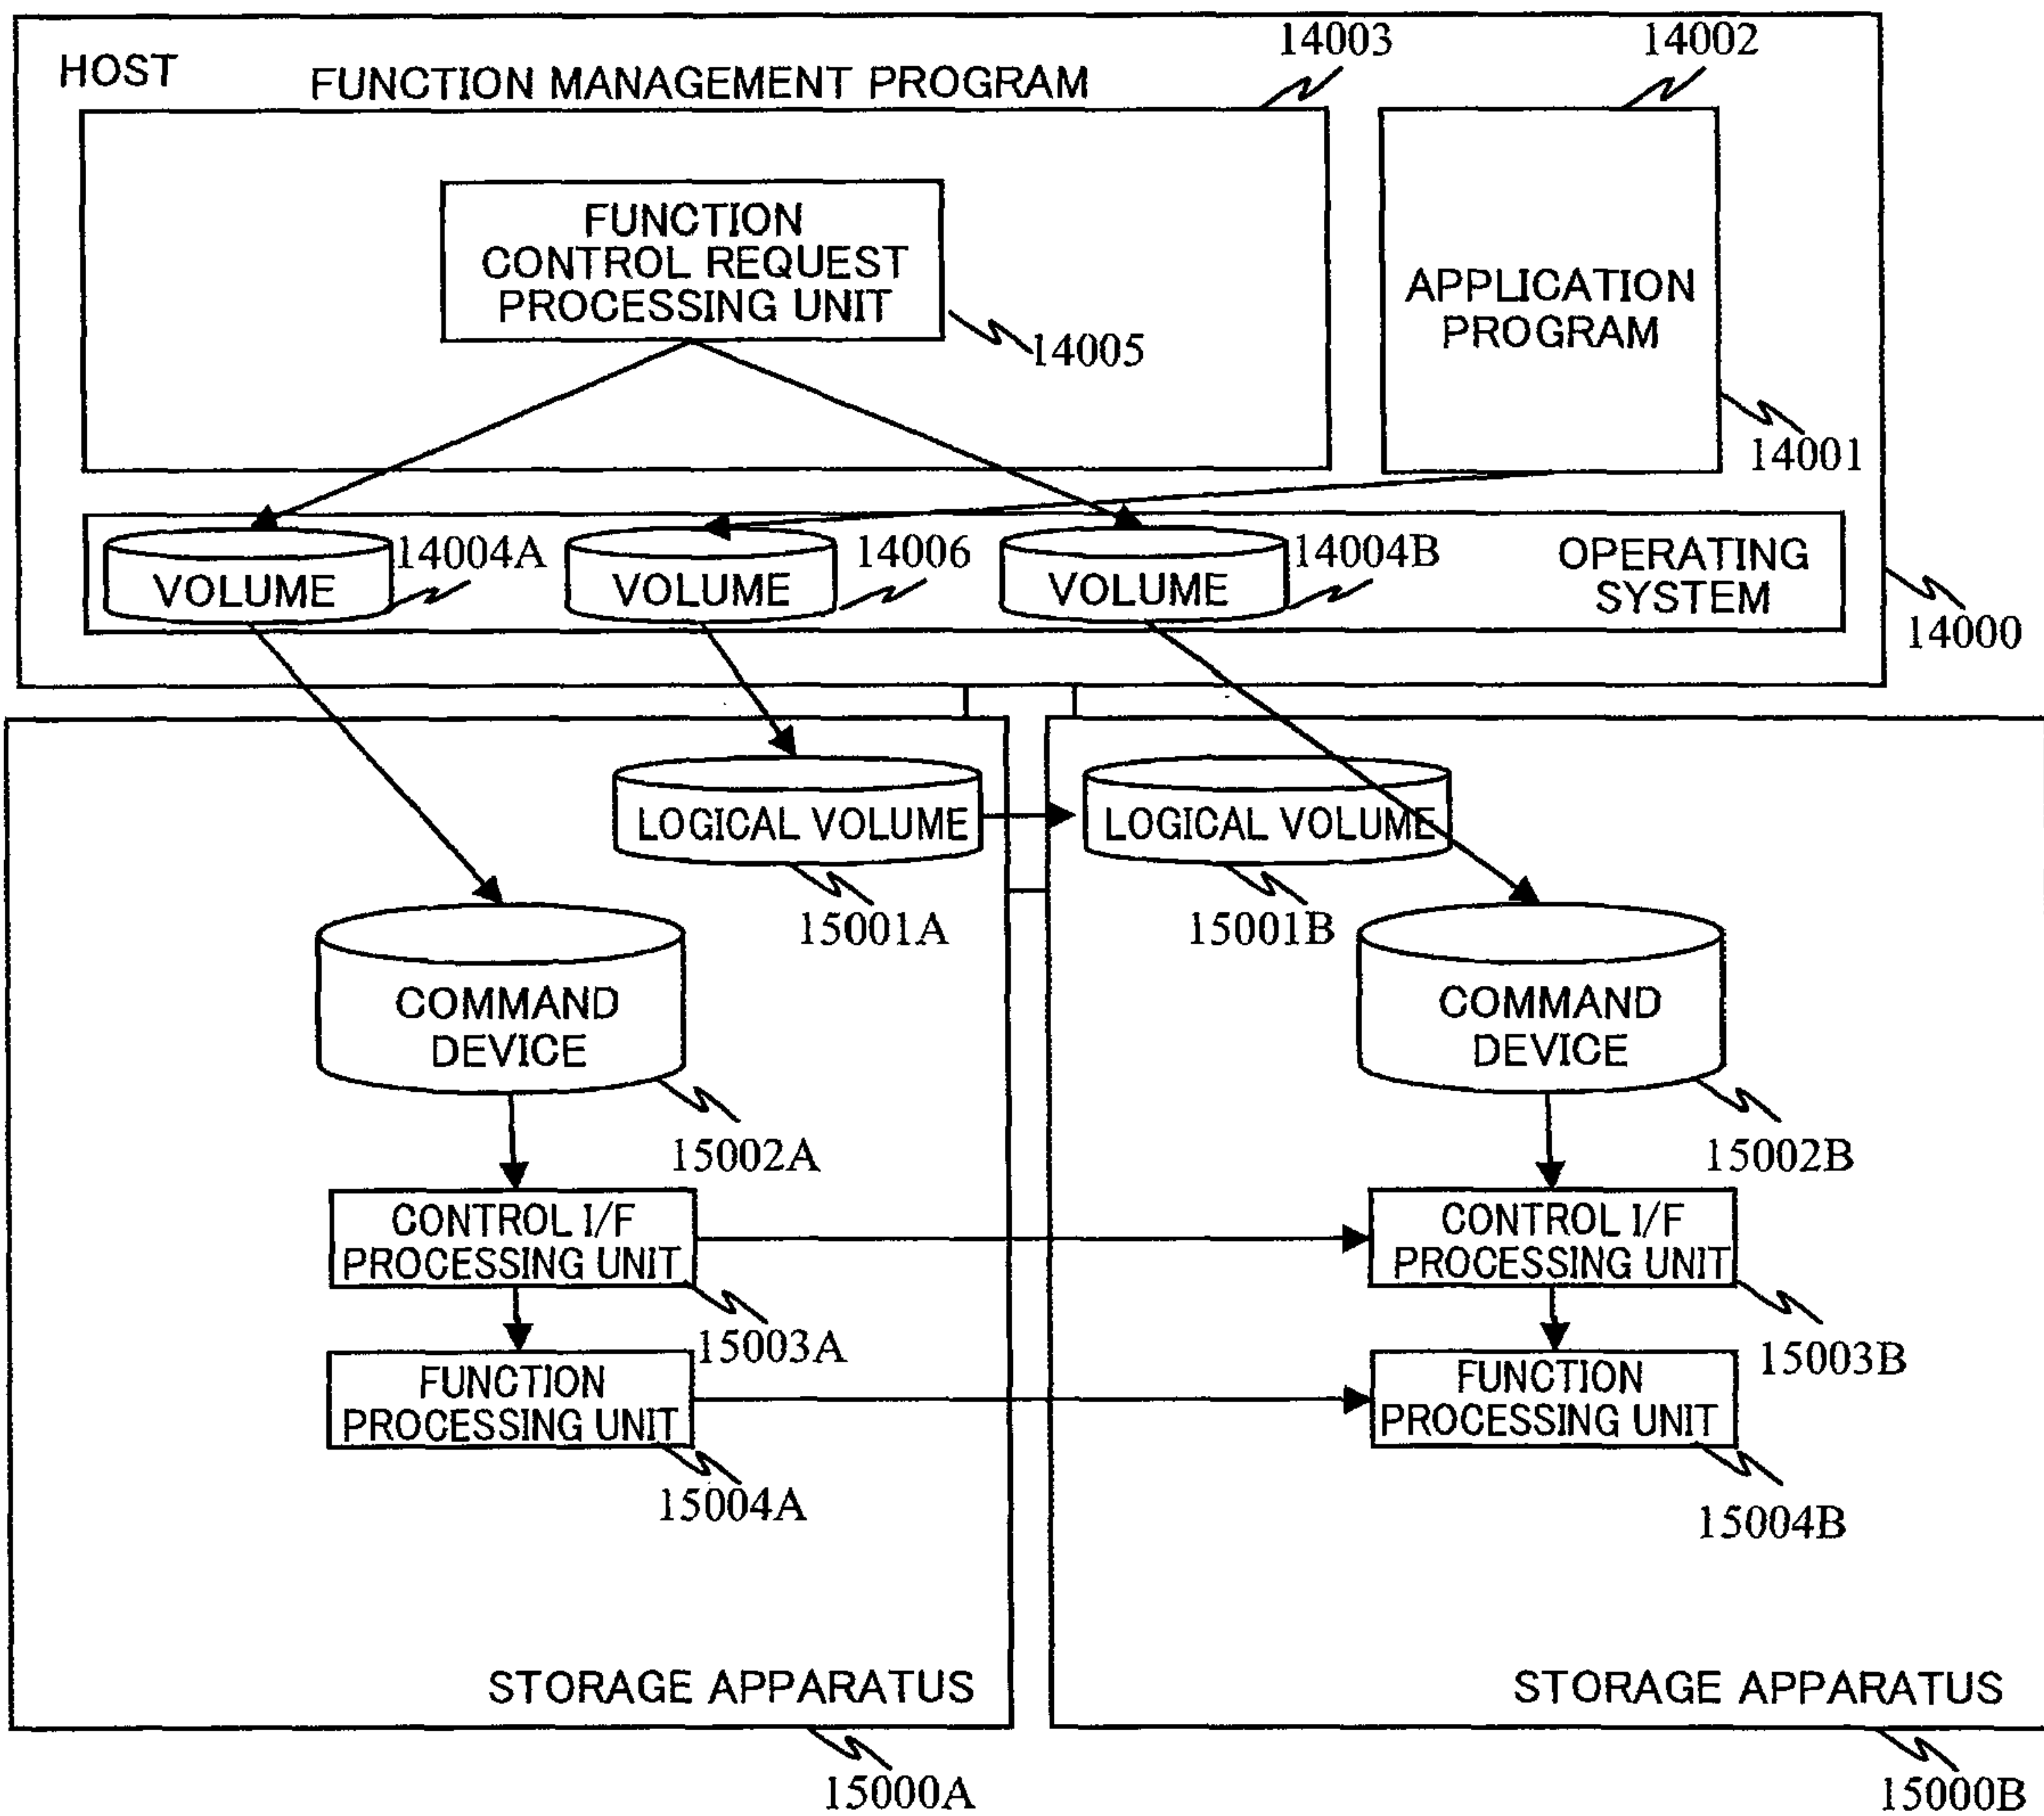 14003
14002
HOST
FUNCTION MANAGEMENT PROGRAM
FUNCTION
CONTROL REQUEST
PROCESSING UNIT
14005
APPLICATION
PROGRAM
14001
VOLUME
14004A
VOLUME
14006
VOLUME
14004B
OPERATING
SYSTEM
14000
LOGICAL VOLUME
15001A
LOGICAL VOLUME
15001B
COMMAND
DEVICE
15002A
COMMAND
DEVICE
15002B
CONTROL I/F
PROCESSING UNIT
15003A
CONTROL I/F
PROCESSING UNIT
15003B
FUNCTION
PROCESSING UNIT
15004A
FUNCTION
PROCESSING UNIT
15004B
STORAGE APPARATUS
15000A
STORAGE APPARATUS
15000B